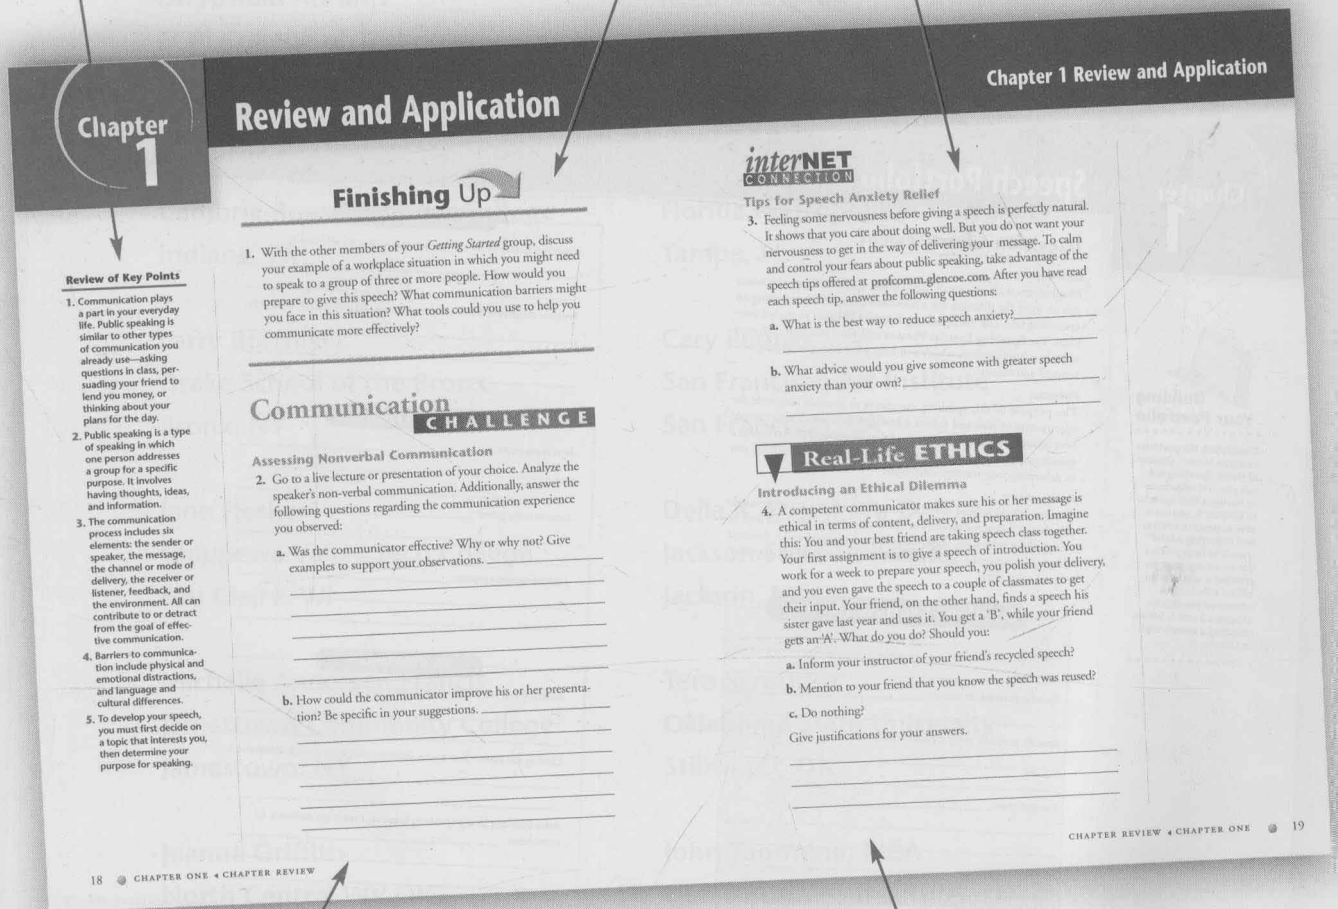 Chapter
1
Review and Application
Chapter 1 Review and Application
Review of Key Points
1. Communication plays
a part in your everyday
life. Public speaking is
similar to other types
of communication you
already use—asking
questions in class, per-
suading your friend to
lend you money, or
thinking about your
plans for the day.
2. Public speaking is a type
of speaking in which
one person addresses
a group for a specific
purpose. It involves
having thoughts, ideas,
and information.
3. The communication
process includes six
elements: the sender or
speaker, the message,
the channel or mode of
delivery, the receiver or
listener, feedback, and
the environment. All can
contribute to or detract
from the goal of effec-
tive communication.
4. Barriers to communica-
tion include physical and
emotional distractions,
and language and
cultural differences.
5. To develop your speech,
you must first decide on
a topic that interests you,
then determine your
purpose for speaking.
Finishing Up
1. With the other members of your Getting Started group, discuss
your example of a workplace situation in which you might need
to speak to a group of three or more people. How would you
prepare to give this speech? What communication barriers might
you face in this situation? What tools could you use to help you
communicate more effectively?
Communication
CHALLENGE
Assessing Nonverbal Communication
2. Go to a live lecture or presentation of your choice. Analyze the
speaker's non-verbal communication. Additionally, answer the
following questions regarding the communication experience
you observed:
a. Was the communicator effective? Why or why not? Give
examples to support your observations.
b. How could the communicator improve his or her presenta-
tion? Be specific in your suggestions.
18 CHAPTER ONE CHAPTER REVIEW
interNET
CONNECTION
Tips for Speech Anxiety Relief
3. Feeling some nervousness before giving a speech is perfectly natural.
It shows that you care about doing well. But you do not want your
nervousness to get in the way of delivering your message. To calm
and control your fears about public speaking, take advantage of the
speech tips offered at profcomm.glencoe.com. After you have read
each speech tip, answer the following questions:
a. What is the best way to reduce speech anxiety?
b. What advice would you give someone with greater speech
anxiety than your own?
Real-Life ETHICS
Introducing an Ethical Dilemma
4. A competent communicator makes sure his or her message is
ethical in terms of content, delivery, and preparation. Imagine
this: You and your best friend are taking speech class together.
Your first assignment is to give a speech of introduction. You
work for a week to prepare your speech, you polish your delivery,
and you even gave the speech to a couple of classmates to get
their input. Your friend, on the other hand, finds a speech his
sister gave last year and uses it. You get a 'B', while your friend
gets an 'A'. What do you do? Should you:
a. Inform your instructor of your friend's recycled speech?
b. Mention to your friend that you know the speech was reused?
c. Do nothing?
Give justifications for your answers.
CHAPTER REVIEW CHAPTER ONE 19